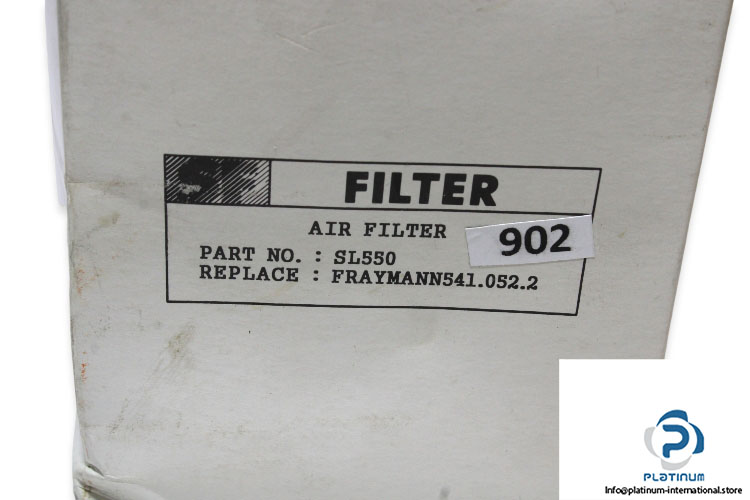 SF FILTER
AIR FILTER
902
PART NO. : SL550
REPLACE : FRAYMANN541.052.2
PLATINUM
Info@platinum-international.store